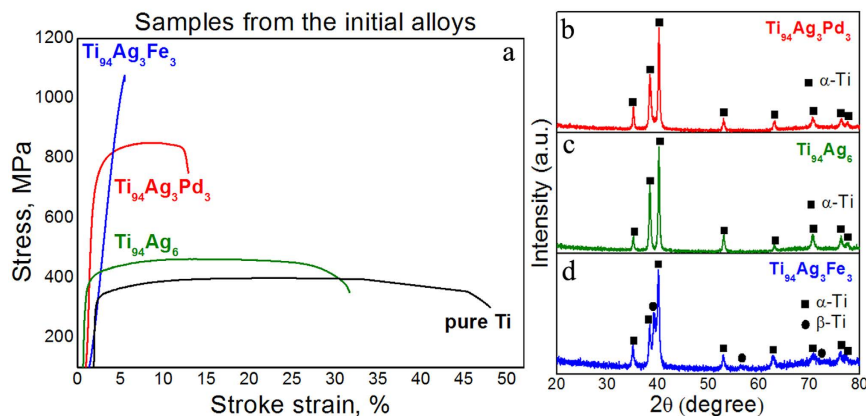 Samples from the initial alloys
a
1200
1000
800
600
400
200
Stress, MPa
Ti94Ag3Fe3
Ti94Ag3Pd3
Ti94Ag6
pure Ti
0 5 10 15 20 25 30 35 40 45 50
Stroke strain, %
b
Ti94Ag3Pd3
α-Ti
c
Ti94Ag6
α-Ti
d
Ti94Ag3Fe3
α-Ti
β-Ti
Intensity (a.u.)
20 30 40 50 60 70 80
2θ (degree)